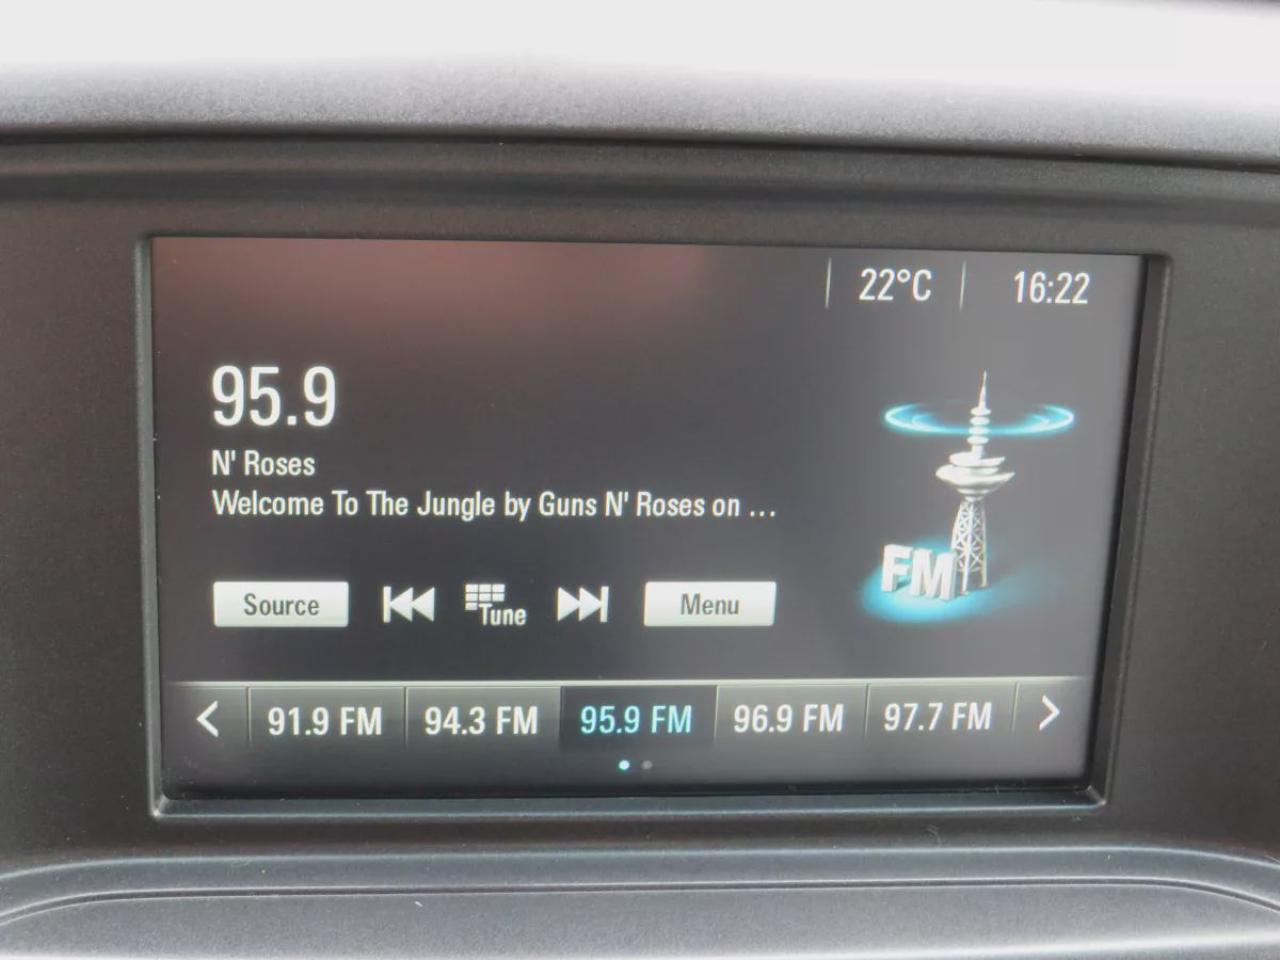 22°C 16:22
95.9
N' Roses
Welcome To The Jungle by Guns N' Roses on ...
FM
Source Tune Menu
91.9 FM 94.3 FM 95.9 FM 96.9 FM 97.7 FM